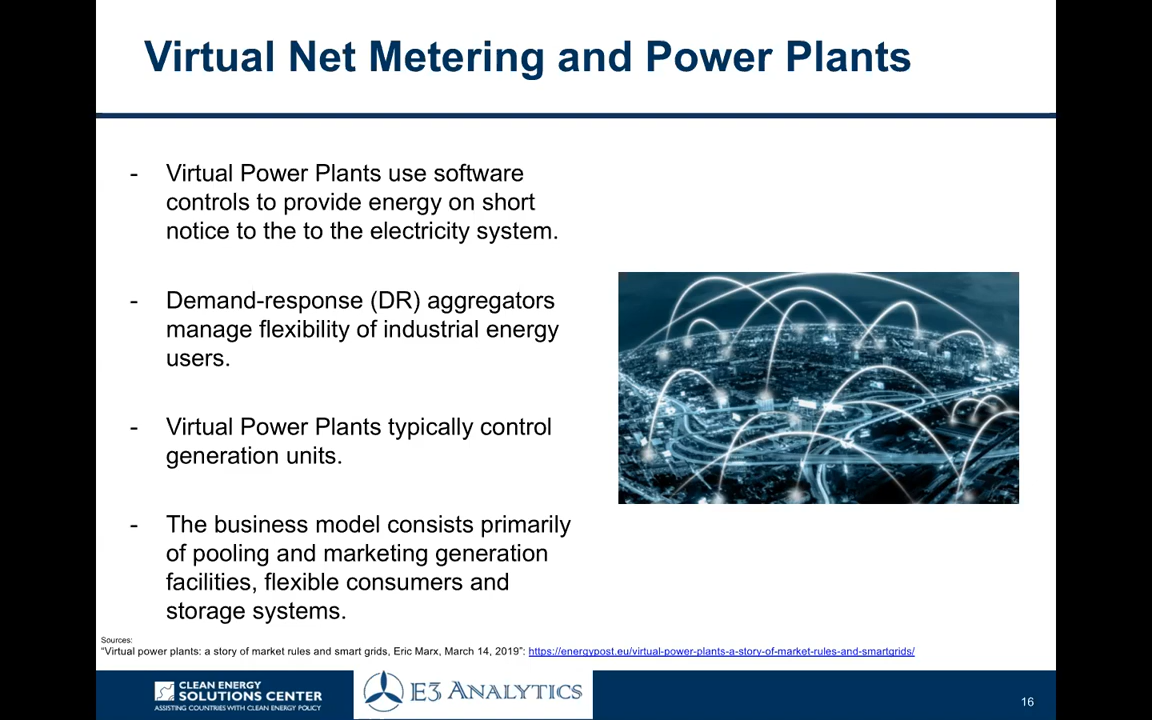 Virtual Net Metering and Power Plants
- Virtual Power Plants use software
controls to provide energy on short
notice to the to the electricity system.
- Demand-response (DR) aggregators
manage flexibility of industrial energy
users.
- Virtual Power Plants typically control
generation units.
- The business model consists primarily
of pooling and marketing generation
facilities, flexible consumers and
storage systems.
Sources:
“Virtual power plants: a story of market rules and smart grids, Eric Marx, March 14, 2019”: https://energypost.eu/virtual-power-plants-a-story-of-market-rules-and-smartgrids/
CLEAN ENERGY
SOLUTIONS CENTER
ASSISTING COUNTRIES WITH CLEAN ENERGY POLICY
E3 ANALYTICS
16